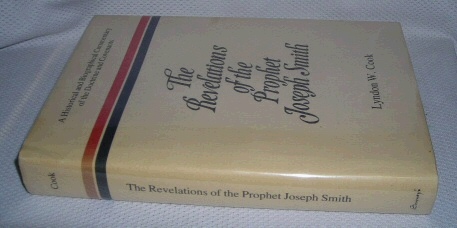 A Historical and Biographical Commentary
of the Doctrine and Covenants
The
Revelations
of the
Prophet
Joseph Smith
Lyndon W. Cook
Cook
The Revelations of the Prophet Joseph Smith